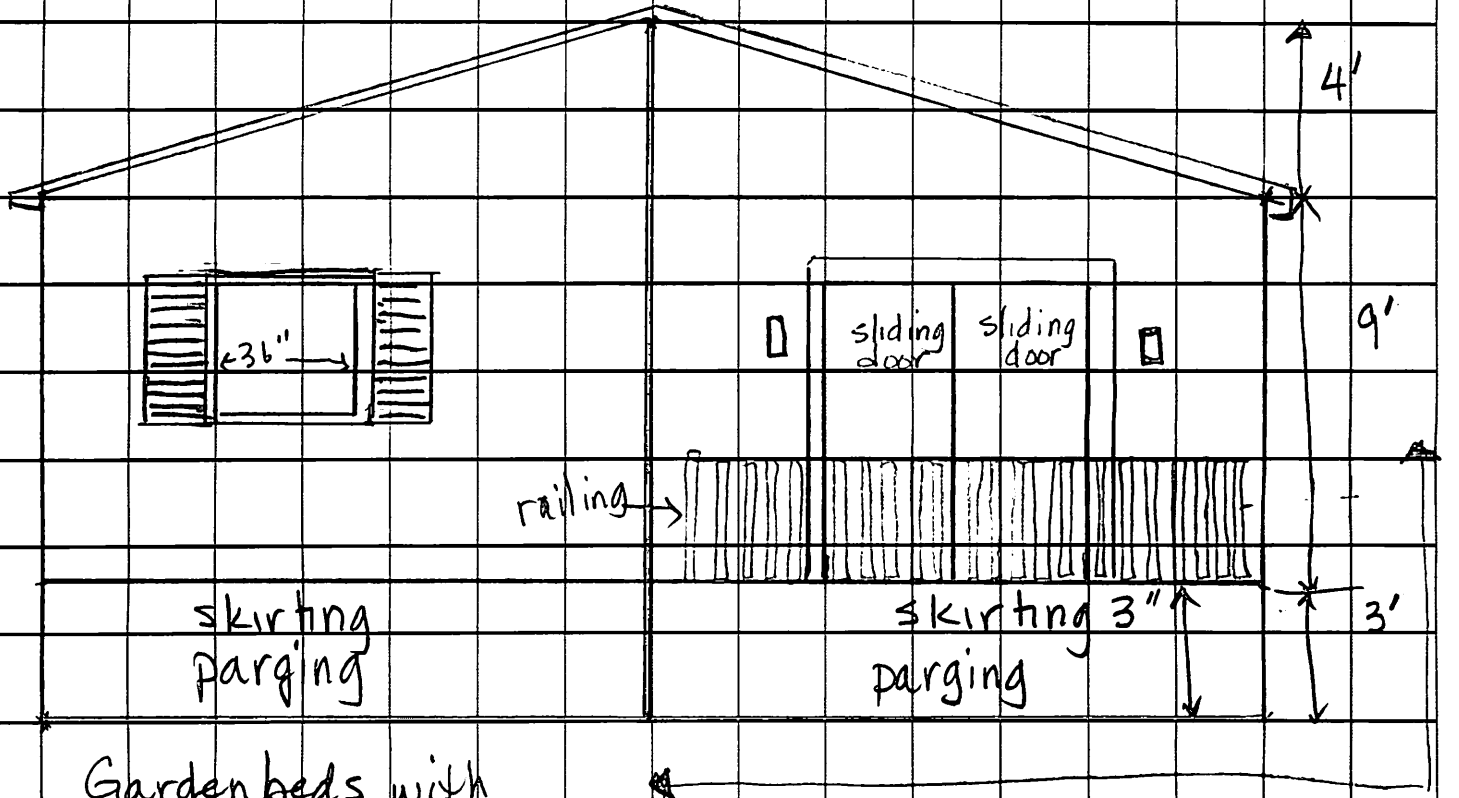 4'
9'
sliding
door
sliding
door
36"
railing
skirting
parging
skirting 3"
parging
3'
Garden beds with